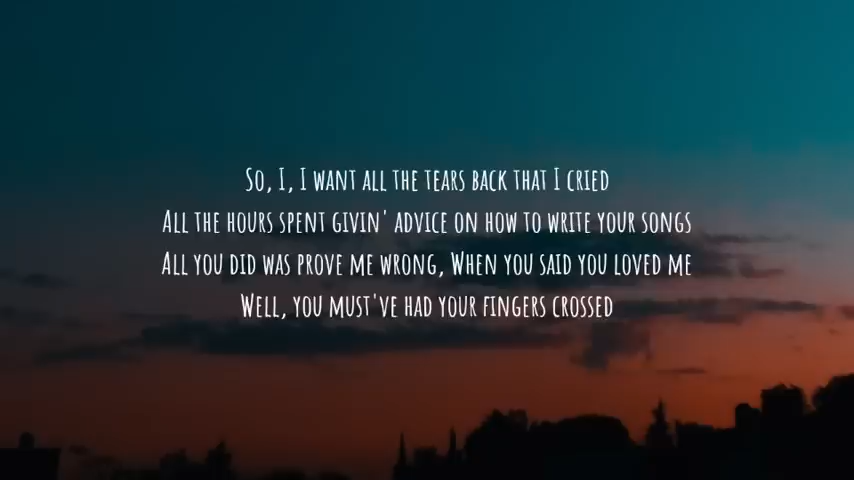 So, I, I want all the tears back that I cried
All the hours spent givin' advice on how to write your songs
All you did was prove me wrong, When you said you loved me
Well, you must've had your fingers crossed